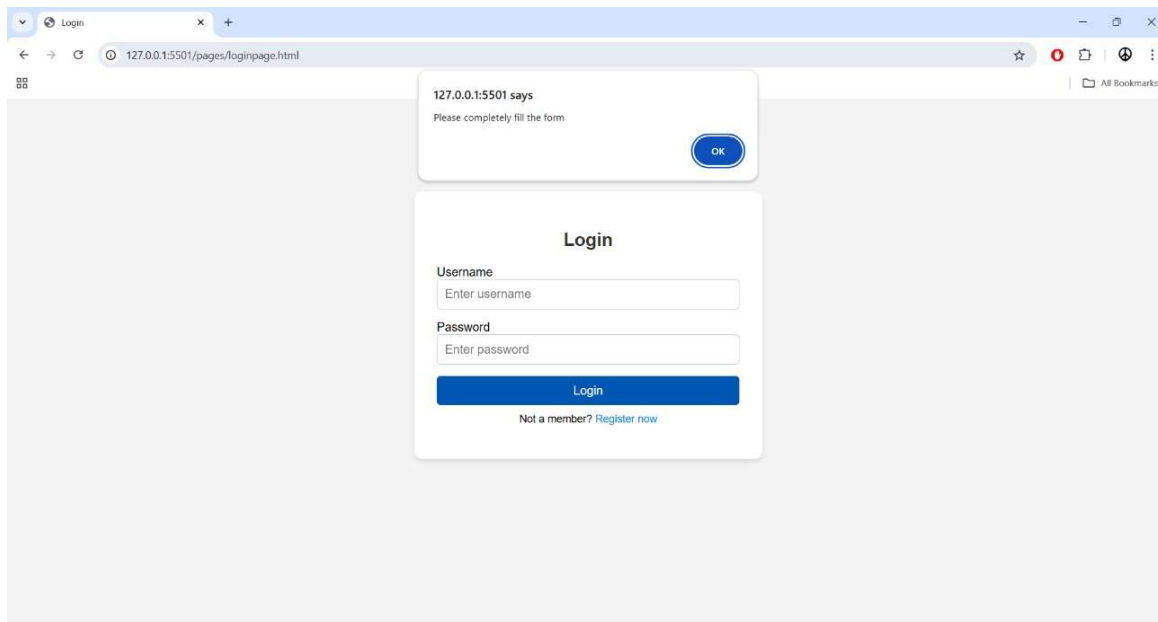 Login
127.0.0.1:5501/pages/loginpage.html
All Bookmarks
127.0.0.1:5501 says
Please completely fill the form
OK
Login
Username
Enter username
Password
Enter password
Login
Not a member? Register now